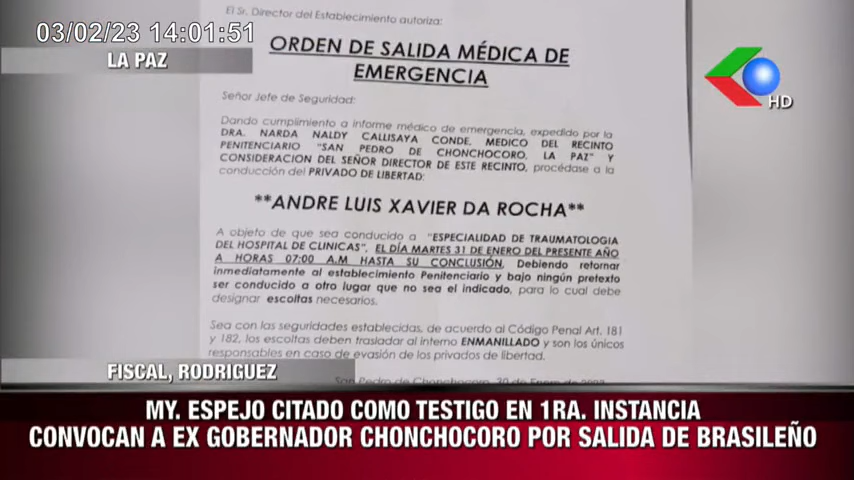 El Sr. Director del Establecimiento autoriza:
03/02/23 14:01:51
LA PAZ
ORDEN DE SALIDA MÉDICA DE
EMERGENCIA
HD
Señor Jefe de Seguridad:
Dando cumplimiento a informe médico de emergencia, expedido por la
DRA. NARDA NALDY CALLISAYA CONDE, MEDICO DEL RECINTO
PENITENCIARIO "SAN PEDRO DE CHONCHOCORO, LA PAZ" Y
CONSIDERACION DEL SEÑOR DIRECTOR DE ESTE RECINTO, procédase a la
conducción del PRIVADO DE LIBERTAD:
**ANDRE LUIS XAVIER DA ROCHA**
A objeto de que sea conducido a "ESPECIALIDAD DE TRAUMATOLOGIA
DEL HOSPITAL DE CLINICAS", EL DÍA MARTES 31 DE ENERO DEL PRESENTE AÑO
A HORAS 07:00 A.M HASTA SU CONCLUSIÓN, Debiendo retornar
inmediatamente al establecimiento Penitenciario y bajo ningún pretexto
ser conducido a otro lugar que no sea el indicado, para lo cual debe
designar escoltas necesarios.
Sea con las seguridades establecidas, de acuerdo al Código Penal Art. 181
y 182, los escoltas deben trasladar al interno ENMANILLADO y son los únicos
responsables en caso de evasión de los privados de libertad.
San Pedro de Chonchocoro, 30 de Enero de
FISCAL, RODRIGUEZ
MY. ESPEJO CITADO COMO TESTIGO EN 1RA. INSTANCIA
CONVOCAN A EX GOBERNADOR CHONCHOCORO POR SALIDA DE BRASILEÑO